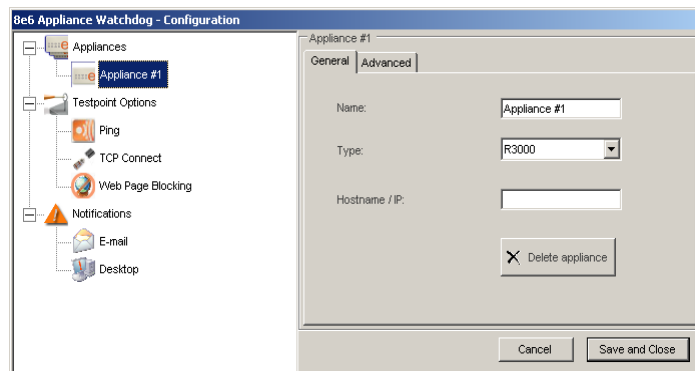 8e6 Appliance Watchdog - Configuration
Appliances
Appliance #1
Testpoint Options
Ping
TCP Connect
Web Page Blocking
Notifications
E-mail
Desktop
Appliance #1
General
Advanced
Name:
Appliance #1
Type:
R3000
Hostname / IP:
Delete appliance
Cancel
Save and Close